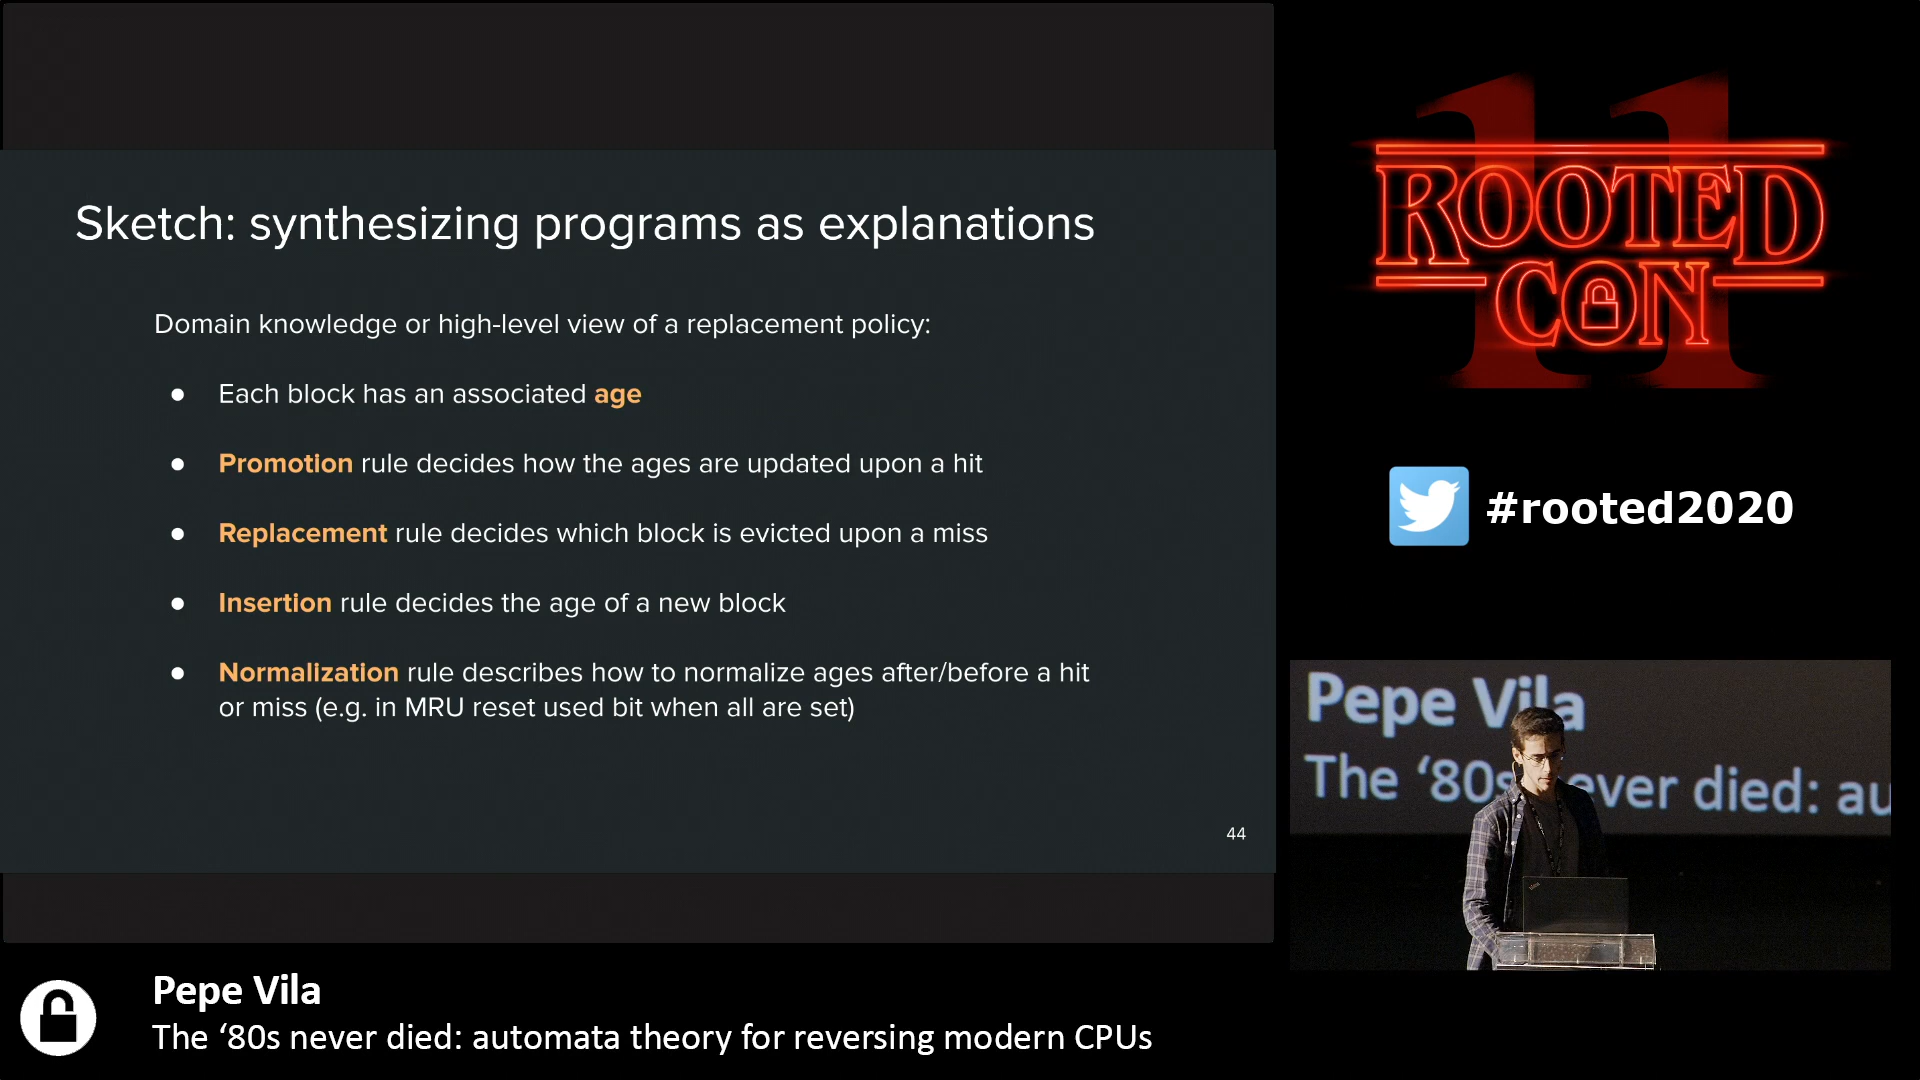 Sketch: synthesizing programs as explanations
Domain knowledge or high-level view of a replacement policy:
● Each block has an associated age
● Promotion rule decides how the ages are updated upon a hit
● Replacement rule decides which block is evicted upon a miss
● Insertion rule decides the age of a new block
● Normalization rule describes how to normalize ages after/before a hit
or miss (e.g. in MRU reset used bit when all are set)
44
11
ROOTED
CON
#rooted2020
Pepe Vila
The ‘80s never died: au
Pepe Vila
The ‘80s never died: automata theory for reversing modern CPUs